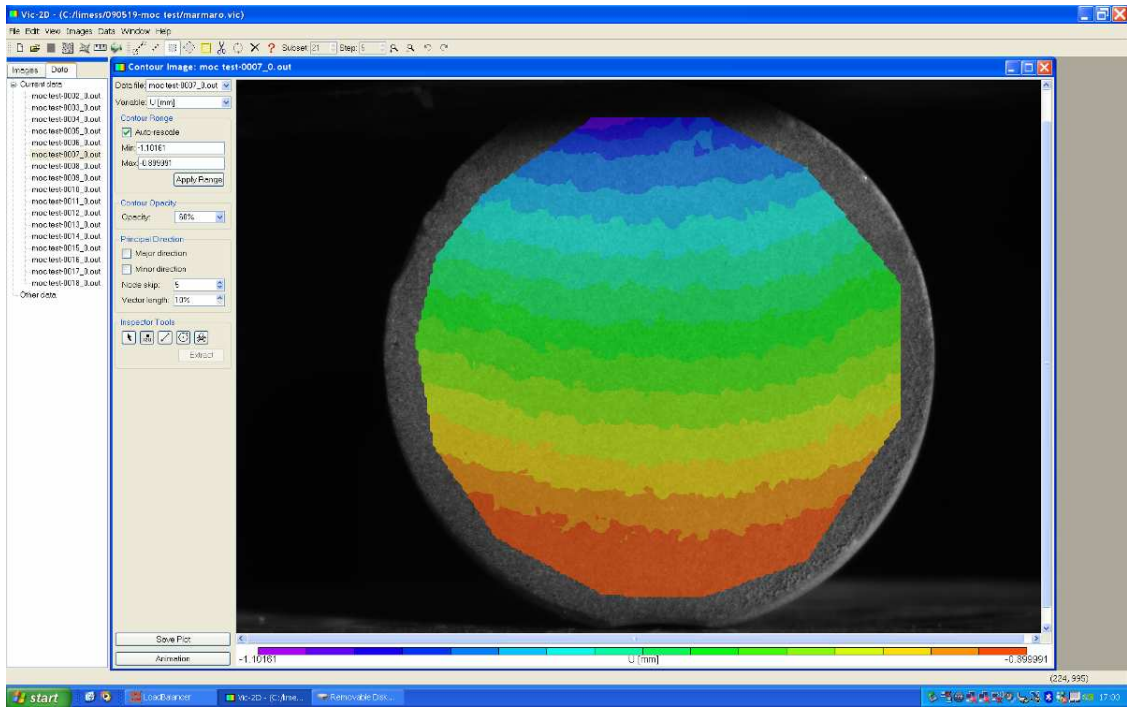 Vic-2D - (C:/limess/090519-moc test/marmaro.vic)
File Edit View Images Data Window Help
Subset: 21 Step: 5
Images Data
Current data
moc test-0002_0.out
moc test-0003_0.out
moc test-0004_0.out
moc test-0005_0.out
moc test-0006_0.out
moc test-0007_0.out
moc test-0008_0.out
moc test-0009_0.out
moc test-0010_0.out
moc test-0011_0.out
moc test-0012_0.out
moc test-0013_0.out
moc test-0014_0.out
moc test-0015_0.out
moc test-0016_0.out
moc test-0017_0.out
moc test-0018_0.out
Other data
Contour Image: moc test-0007_0.out
Data file: moc test-0007_0.out
Variable: U [mm]
Contour Range
Auto-rescale
Min: -1.10161
Max: -0.899991
Apply Range
Contour Opacity
Opacity: 60%
Principal Direction
Major direction
Minor direction
Node skip: 5
Vector length: 10%
Inspector Tools
Extract
Save Plot
Animation
-1.10161 U [mm] -0.899991
(224, 995)
start LoadBalancer Vic-2D - (C:/lime... Removable Disk... 17:00